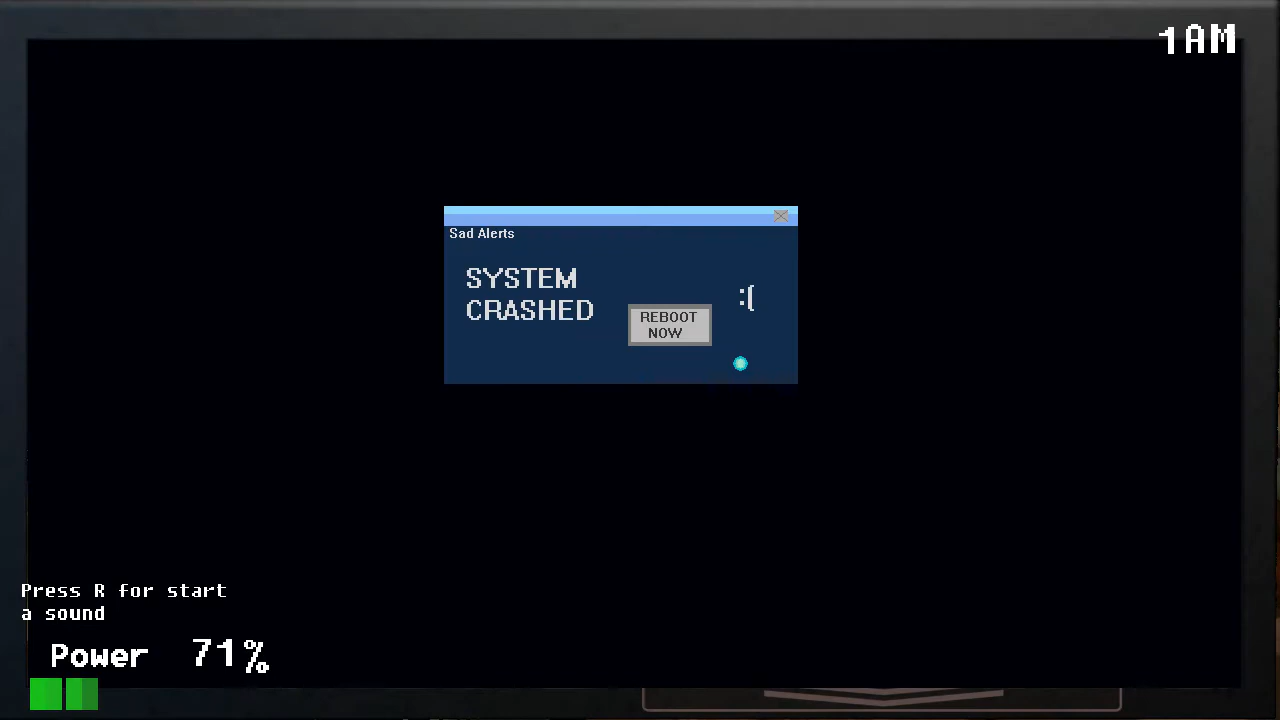 1AM
Sad Alerts
SYSTEM
CRASHED
:(
REBOOT
NOW
Press R for start
a sound
Power 71%